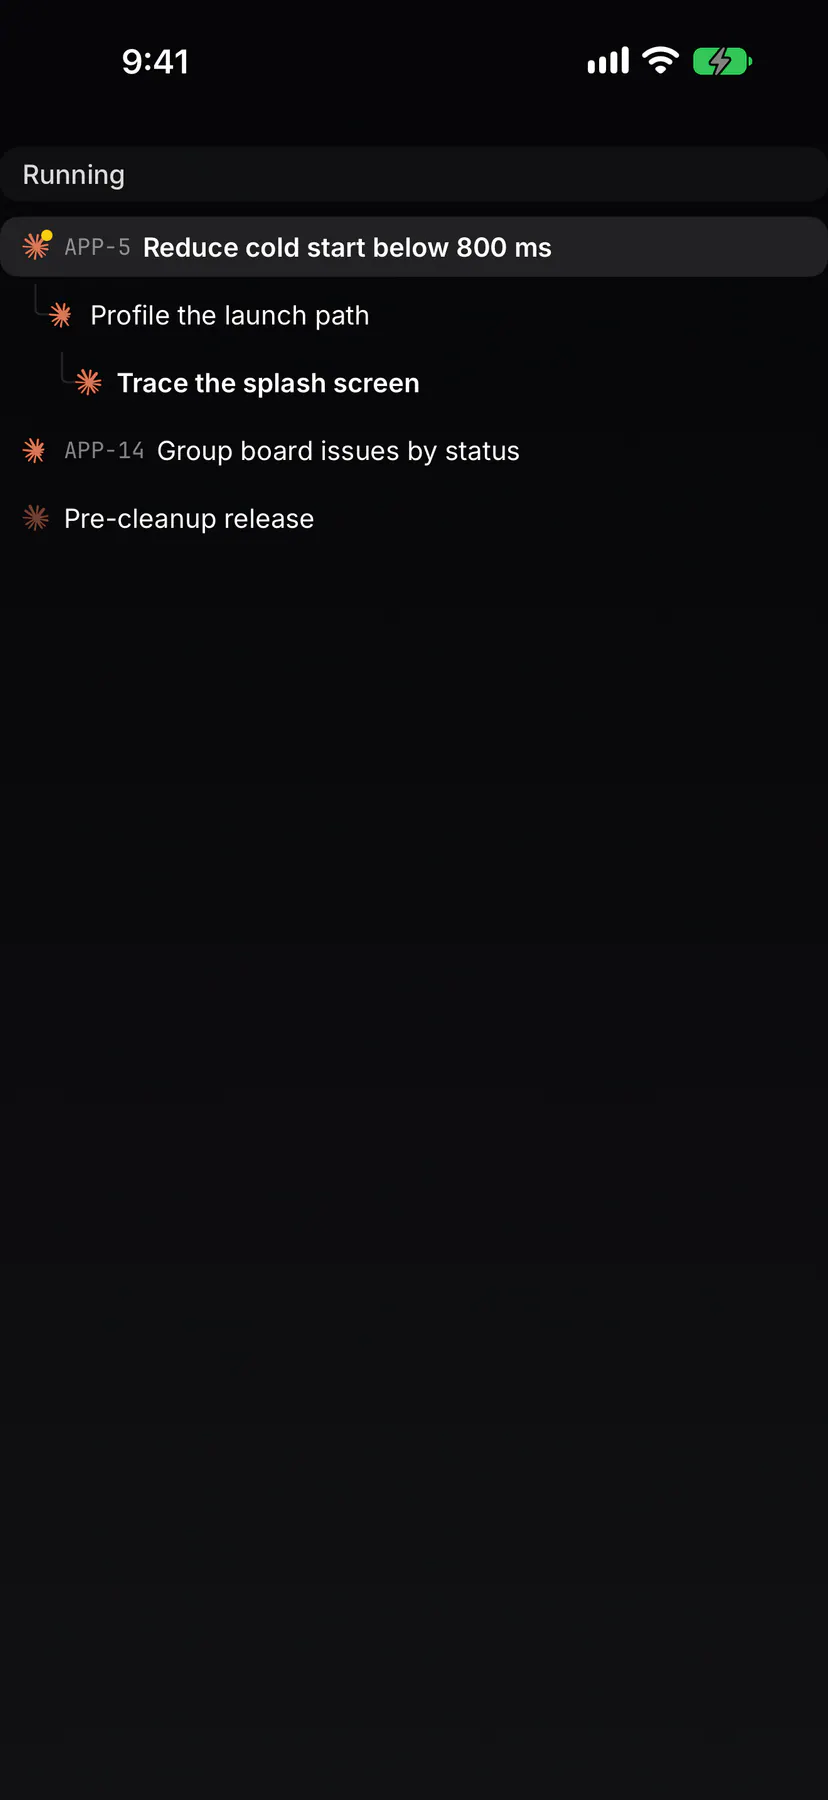 9:41
Running
APP-5 Reduce cold start below 800 ms
Profile the launch path
Trace the splash screen
APP-14 Group board issues by status
Pre-cleanup release